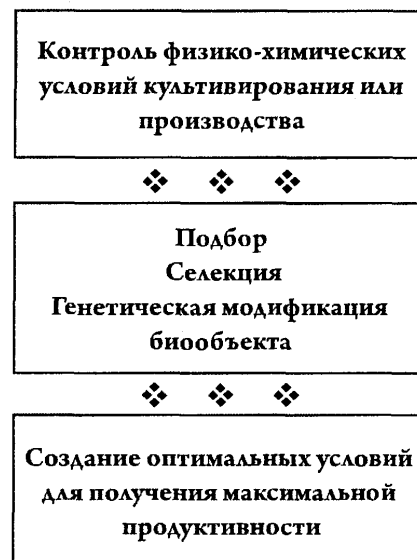 Контроль физико-химических
условий культивирования или
производства
Подбор
Селекция
Генетическая модификация
биообъекта
Создание оптимальных условий
для получения максимальной
продуктивности